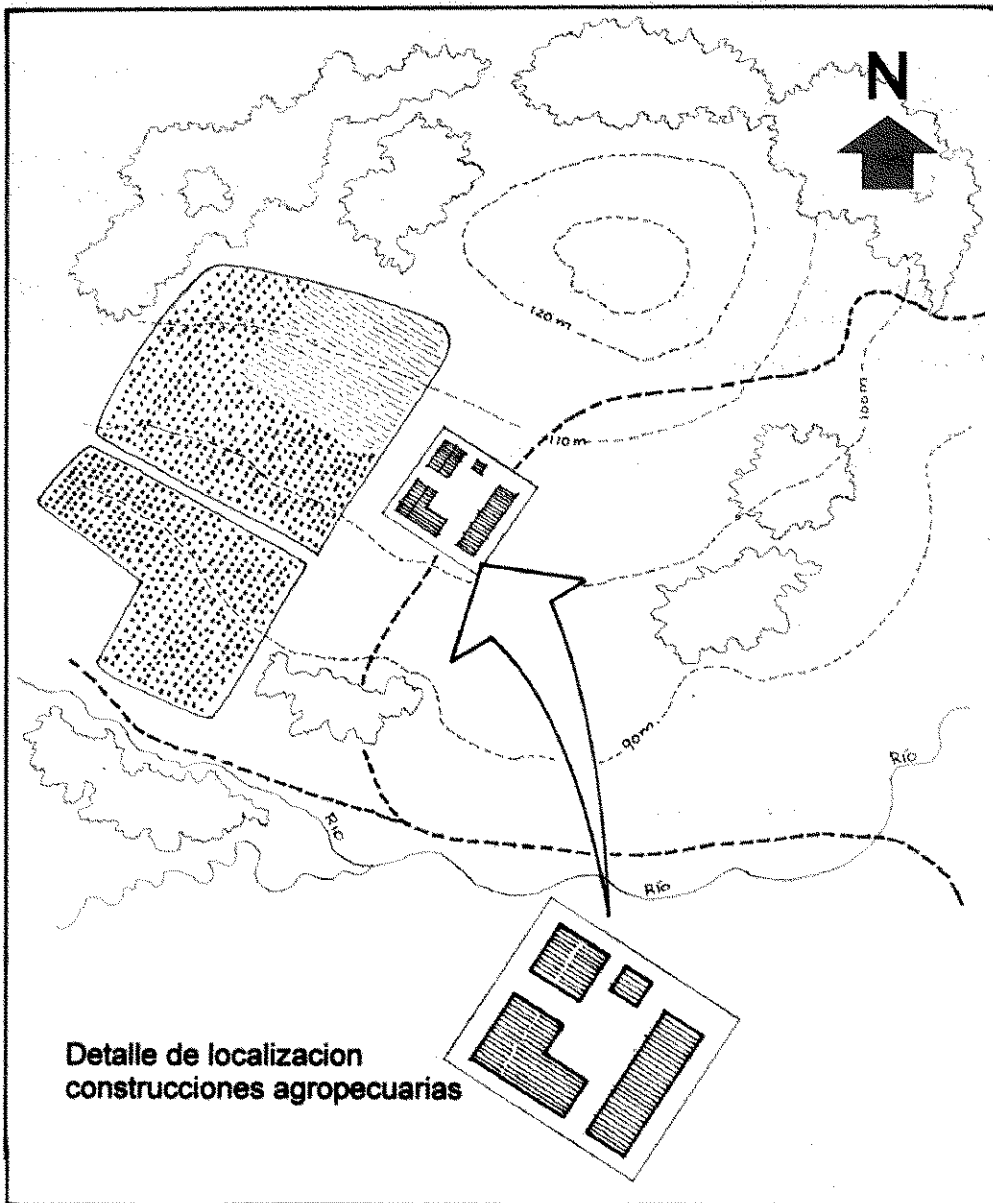 N
120 m
110 m
100 m
90 m
Río
Río
Río
Detalle de localizacion
construcciones agropecuarias